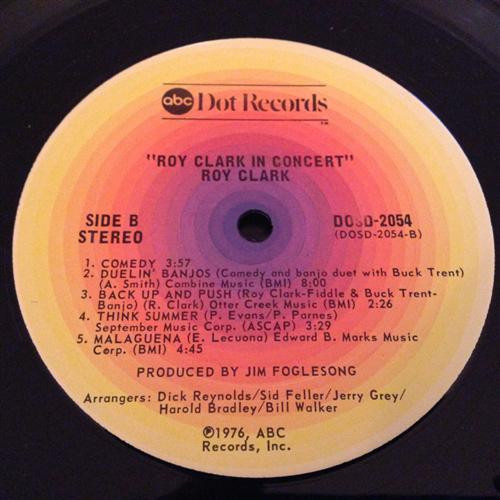 abc Dot Records
TM
"ROY CLARK IN CONCERT"
ROY CLARK
SIDE B
STEREO
DOSD-2054
(DOSD-2054-B)
1. COMEDY 3:57
2. DUELIN' BANJOS (Comedy and banjo duet with Buck Trent)
(A. Smith) Combine Music (BMI) 8:00
3. BACK UP AND PUSH (Roy Clark-Fiddle & Buck Trent-
Banjo) (R. Clark) Otter Creek Music (BMI) 2:26
4. THINK SUMMER (P. Evans/P. Parnes)
September Music Corp. (ASCAP) 3:29
5. MALAGUENA (E. Lecuona) Edward B. Marks Music
Corp. (BMI) 4:45
PRODUCED BY JIM FOGLESONG
Arrangers: Dick Reynolds/Sid Feller/Jerry Grey/
Harold Bradley/Bill Walker
℗1976, ABC
Records, Inc.